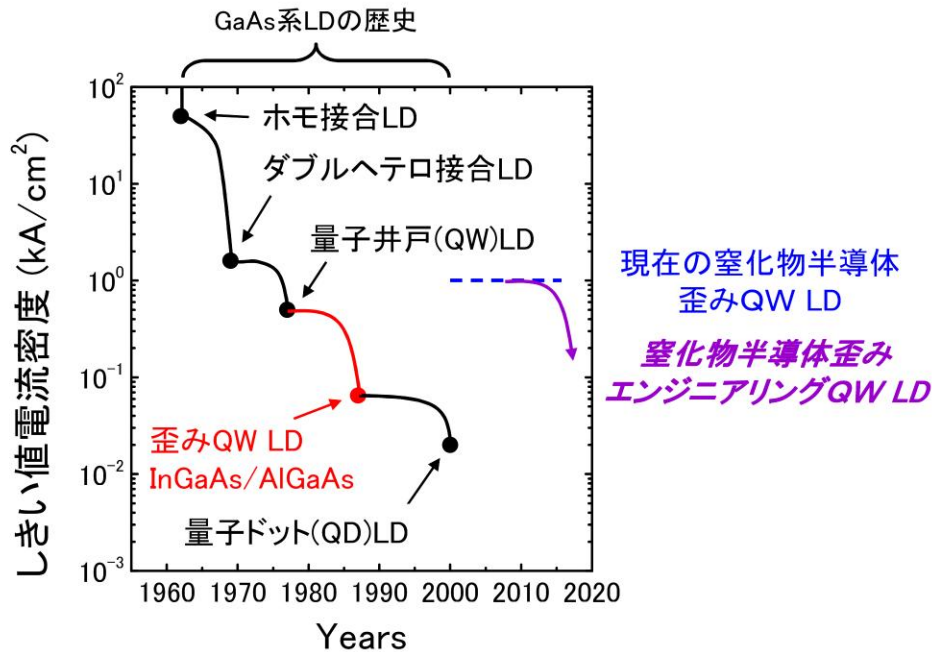 GaAs系LDの歴史
しきい値電流密度 (kA/cm²)
10²
10¹
10⁰
10⁻¹
10⁻²
10⁻³
ホモ接合LD
ダブルヘテロ接合LD
量子井戸(QW)LD
歪みQW LD
InGaAs/AlGaAs
量子ドット(QD)LD
現在の窒化物半導体
歪みQW LD
窒化物半導体歪み
エンジニアリングQW LD
1960 1970 1980 1990 2000 2010 2020
Years